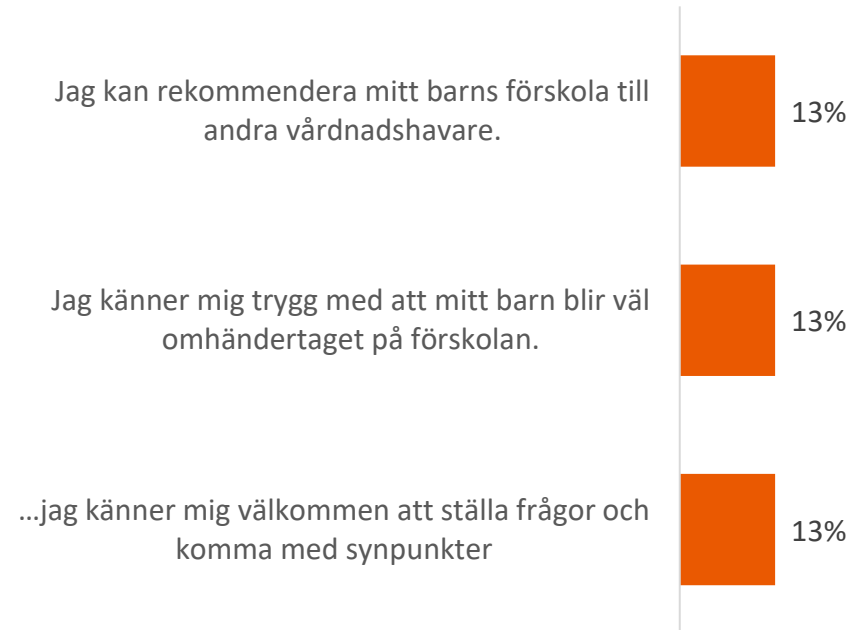 Jag kan rekommendera mitt barns förskola till
andra vårdnadshavare.
13%
Jag känner mig trygg med att mitt barn blir väl
omhändertaget på förskolan.
13%
...jag känner mig välkommen att ställa frågor och
komma med synpunkter
13%